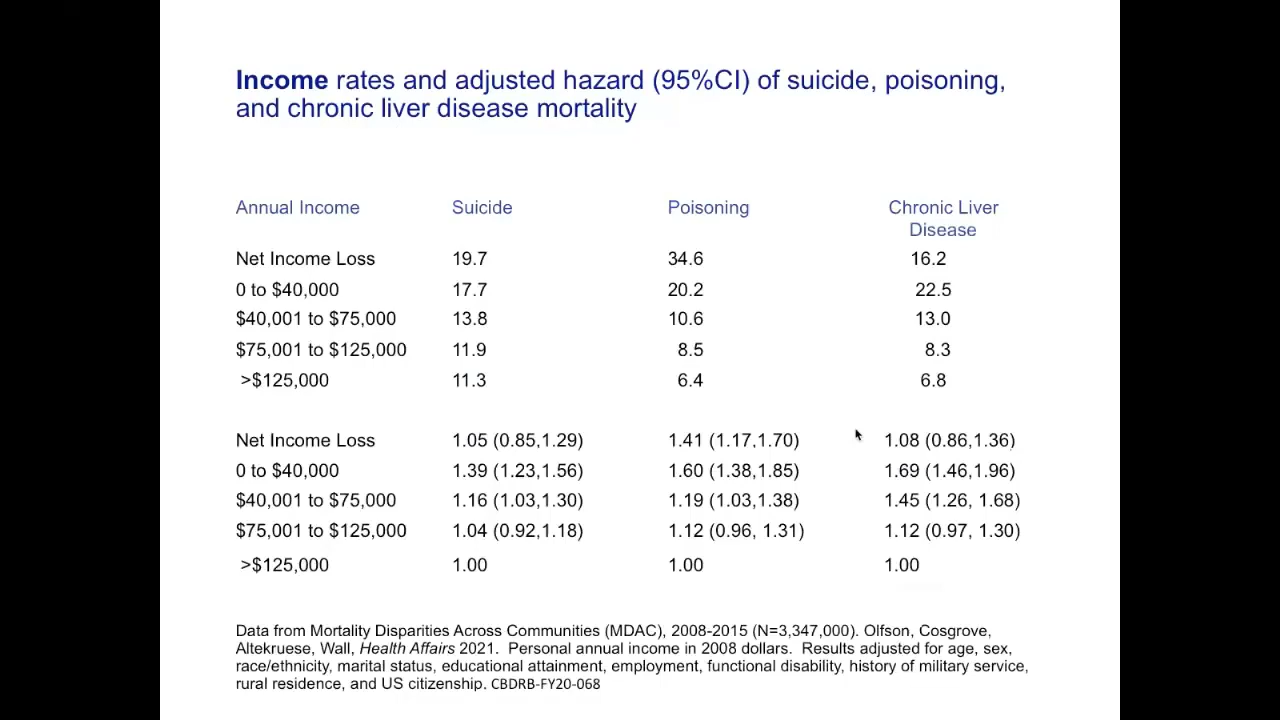 Income rates and adjusted hazard (95%CI) of suicide, poisoning,
and chronic liver disease mortality
Annual Income Suicide Poisoning Chronic Liver
Disease
Net Income Loss 19.7 34.6 16.2
0 to $40,000 17.7 20.2 22.5
$40,001 to $75,000 13.8 10.6 13.0
$75,001 to $125,000 11.9 8.5 8.3
>$125,000 11.3 6.4 6.8
Net Income Loss 1.05 (0.85,1.29) 1.41 (1.17,1.70) 1.08 (0.86,1.36)
0 to $40,000 1.39 (1.23,1.56) 1.60 (1.38,1.85) 1.69 (1.46,1.96)
$40,001 to $75,000 1.16 (1.03,1.30) 1.19 (1.03,1.38) 1.45 (1.26, 1.68)
$75,001 to $125,000 1.04 (0.92,1.18) 1.12 (0.96, 1.31) 1.12 (0.97, 1.30)
>$125,000 1.00 1.00 1.00
Data from Mortality Disparities Across Communities (MDAC), 2008-2015 (N=3,347,000). Olfson, Cosgrove,
Altekruese, Wall, Health Affairs 2021. Personal annual income in 2008 dollars. Results adjusted for age, sex,
race/ethnicity, marital status, educational attainment, employment, functional disability, history of military service,
rural residence, and US citizenship. CBDRB-FY20-068